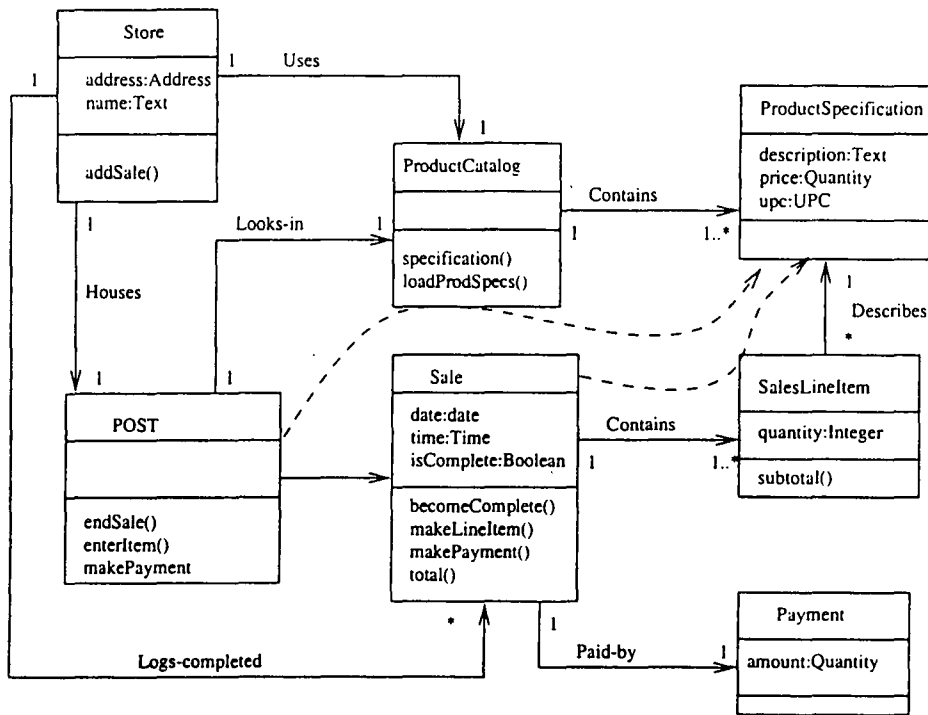 Store
address:Address
name:Text
addSale()
1
1
Uses
1
ProductCatalog
specification()
loadProdSpecs()
Contains
1
1..*
ProductSpecification
description:Text
price:Quantity
upc:UPC
1
Looks-in
1
1
Houses
1
POST
endSale()
enterItem()
makePayment
Sale
date:date
time:Time
isComplete:Boolean
becomeComplete()
makeLineItem()
makePayment()
total()
Contains
1
1..*
1
Describes
*
SalesLineItem
quantity:Integer
subtotal()
*
Logs-completed
1
Paid-by
1
Payment
amount:Quantity